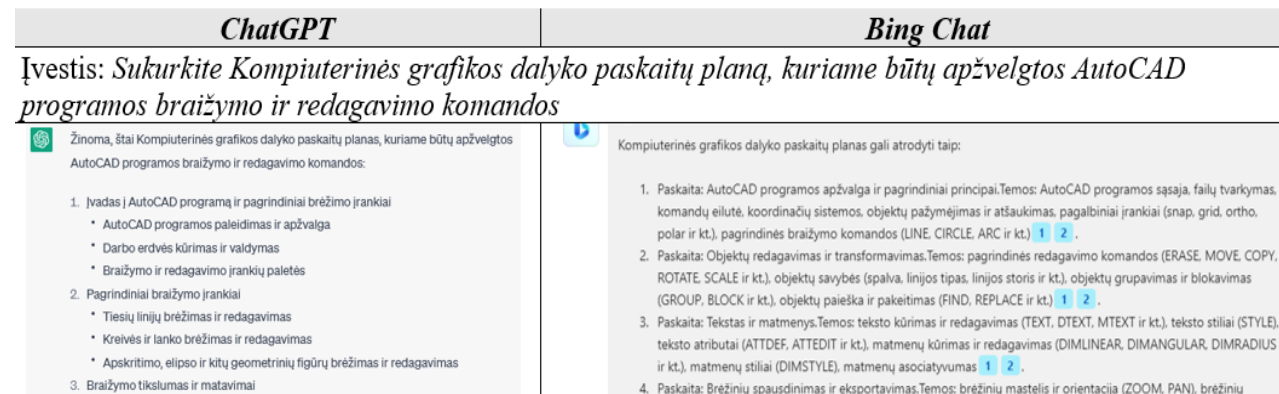 ChatGPT
Bing Chat
Įvestis: Sukurkite Kompiuterinės grafikos dalyko paskaitų planą, kuriame būtų apžvelgtos AutoCAD
programos braižymo ir redagavimo komandos
Žinoma, štai Kompiuterinės grafikos dalyko paskaitų planas, kuriame būtų apžvelgtos
AutoCAD programos braižymo ir redagavimo komandos:
1. Įvadas į AutoCAD programą ir pagrindiniai brėžimo įrankiai
• AutoCAD programos paleidimas ir apžvalga
• Darbo erdvės kūrimas ir valdymas
• Braižymo ir redagavimo įrankių paletės
2. Pagrindiniai braižymo įrankiai
• Tiesių linijų brėžimas ir redagavimas
• Kreivės ir lanko brėžimas ir redagavimas
• Apskritimo, elipso ir kitų geometrinių figūrų brėžimas ir redagavimas
3. Braižymo tikslumas ir matavimai
Kompiuterinės grafikos dalyko paskaitų planas gali atrodyti taip:
1. Paskaita: AutoCAD programos apžvalga ir pagrindiniai principai.Temos: AutoCAD programos sąsaja, failų tvarkymas,
komandų eilutė, koordinačių sistemos, objektų pažymėjimas ir atšaukimas, pagalbiniai įrankiai (snap, grid, ortho,
polar ir kt.), pagrindinės braižymo komandos (LINE, CIRCLE, ARC ir kt.) 1 2 .
2. Paskaita: Objektų redagavimas ir transformavimas.Temos: pagrindinės redagavimo komandos (ERASE, MOVE, COPY,
ROTATE, SCALE ir kt.), objektų savybės (spalva, linijos tipas, linijos storis ir kt.), objektų grupavimas ir blokavimas
(GROUP, BLOCK ir kt.), objektų paieška ir pakeitimas (FIND, REPLACE ir kt.) 1 2 .
3. Paskaita: Tekstas ir matmenys.Temos: teksto kūrimas ir redagavimas (TEXT, DTEXT, MTEXT ir kt.), teksto stiliai (STYLE),
teksto atributai (ATTDEF, ATTEDIT ir kt.), matmenų kūrimas ir redagavimas (DIMLINEAR, DIMANGULAR, DIMRADIUS
ir kt.), matmenų stiliai (DIMSTYLE), matmenų asociatyvumas 1 2 .
4. Paskaita: Brėžinių spausdinimas ir eksportavimas.Temos: brėžinių mastelis ir orientacija (ZOOM, PAN), brėžinių